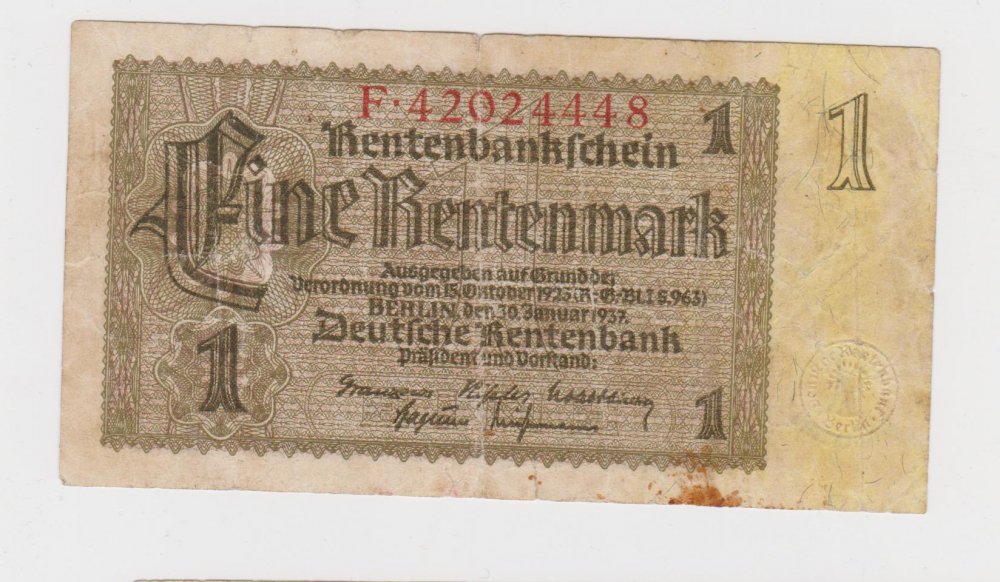 F·42024448
1
1
Rentenbankschein
Eine Rentenmark
Ausgegeben auf Grund der
Verordnung vom 15. Oktober 1923 (R.-G.-Bl. I S. 963)
BERLIN, den 30. Januar 1937.
Deutsche Rentenbank
1
Präsident und Vorstand:
1